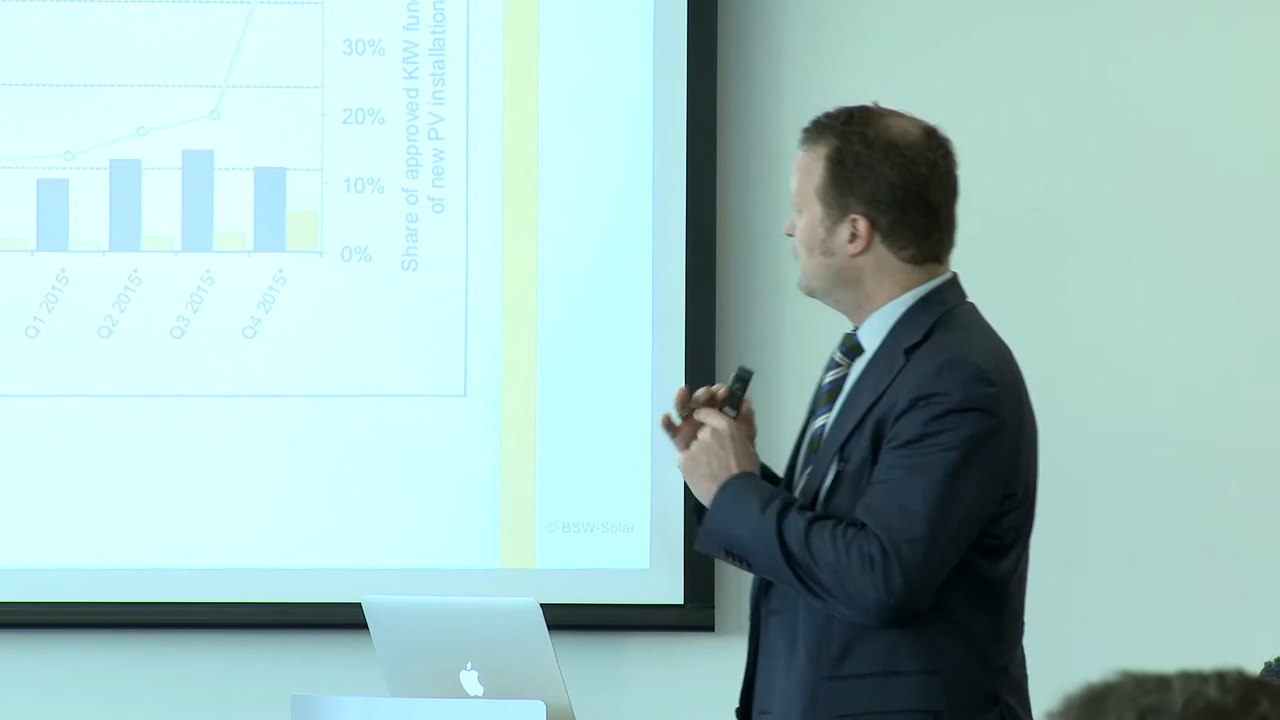 30%
20%
10%
0%
Share of approved KfW
of new PV installation
Q1 2015*
Q2 2015*
Q3 2015*
Q4 2015*
© BSW-Solar